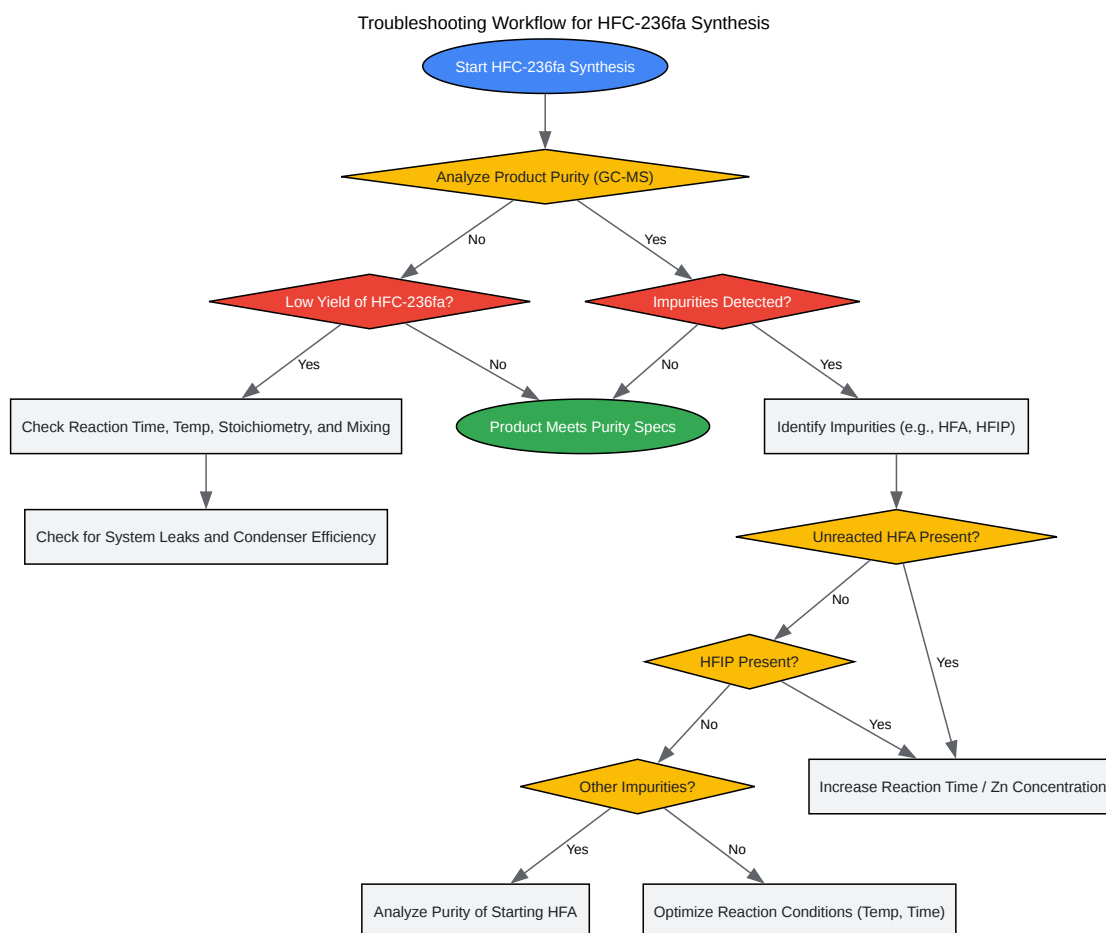 Troubleshooting Workflow for HFC-236fa Synthesis
Start HFC-236fa Synthesis
Analyze Product Purity (GC-MS)
No
Yes
Low Yield of HFC-236fa?
Impurities Detected?
Yes
No
No
Yes
Check Reaction Time, Temp, Stoichiometry, and Mixing
Product Meets Purity Specs
Identify Impurities (e.g., HFA, HFIP)
Check for System Leaks and Condenser Efficiency
Unreacted HFA Present?
No
Yes
HFIP Present?
No
Yes
Other Impurities?
Increase Reaction Time / Zn Concentration
Yes
No
Analyze Purity of Starting HFA
Optimize Reaction Conditions (Temp, Time)